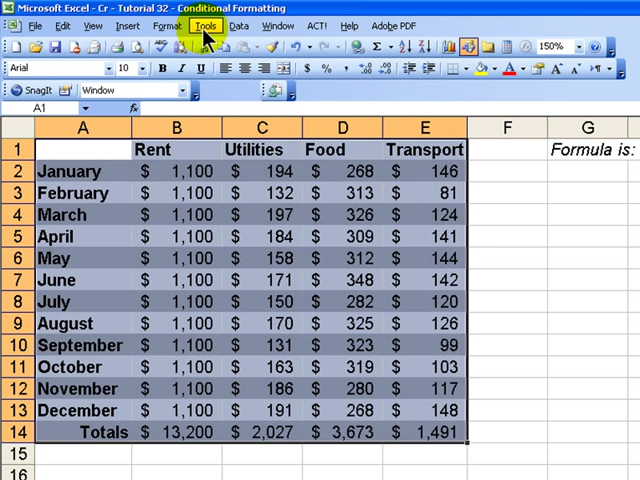 Microsoft Excel - Cr - Tutorial 32 - Conditional Formatting
File Edit View Insert Format Tools Data Window ACT! Help Adobe PDF
150%
Arial 10 B I U $ % ,
SnagIt Window
A1 fx
A B C D E F G
1 Rent Utilities Food Transport Formula is:
2 January $ 1,100 $ 194 $ 268 $ 146
3 February $ 1,100 $ 132 $ 313 $ 81
4 March $ 1,100 $ 197 $ 326 $ 124
5 April $ 1,100 $ 184 $ 309 $ 141
6 May $ 1,100 $ 158 $ 312 $ 144
7 June $ 1,100 $ 171 $ 348 $ 142
8 July $ 1,100 $ 150 $ 282 $ 120
9 August $ 1,100 $ 170 $ 325 $ 126
10 September $ 1,100 $ 131 $ 323 $ 99
11 October $ 1,100 $ 163 $ 319 $ 103
12 November $ 1,100 $ 186 $ 280 $ 117
13 December $ 1,100 $ 191 $ 268 $ 148
14 Totals $ 13,200 $ 2,027 $ 3,673 $ 1,491
15
16